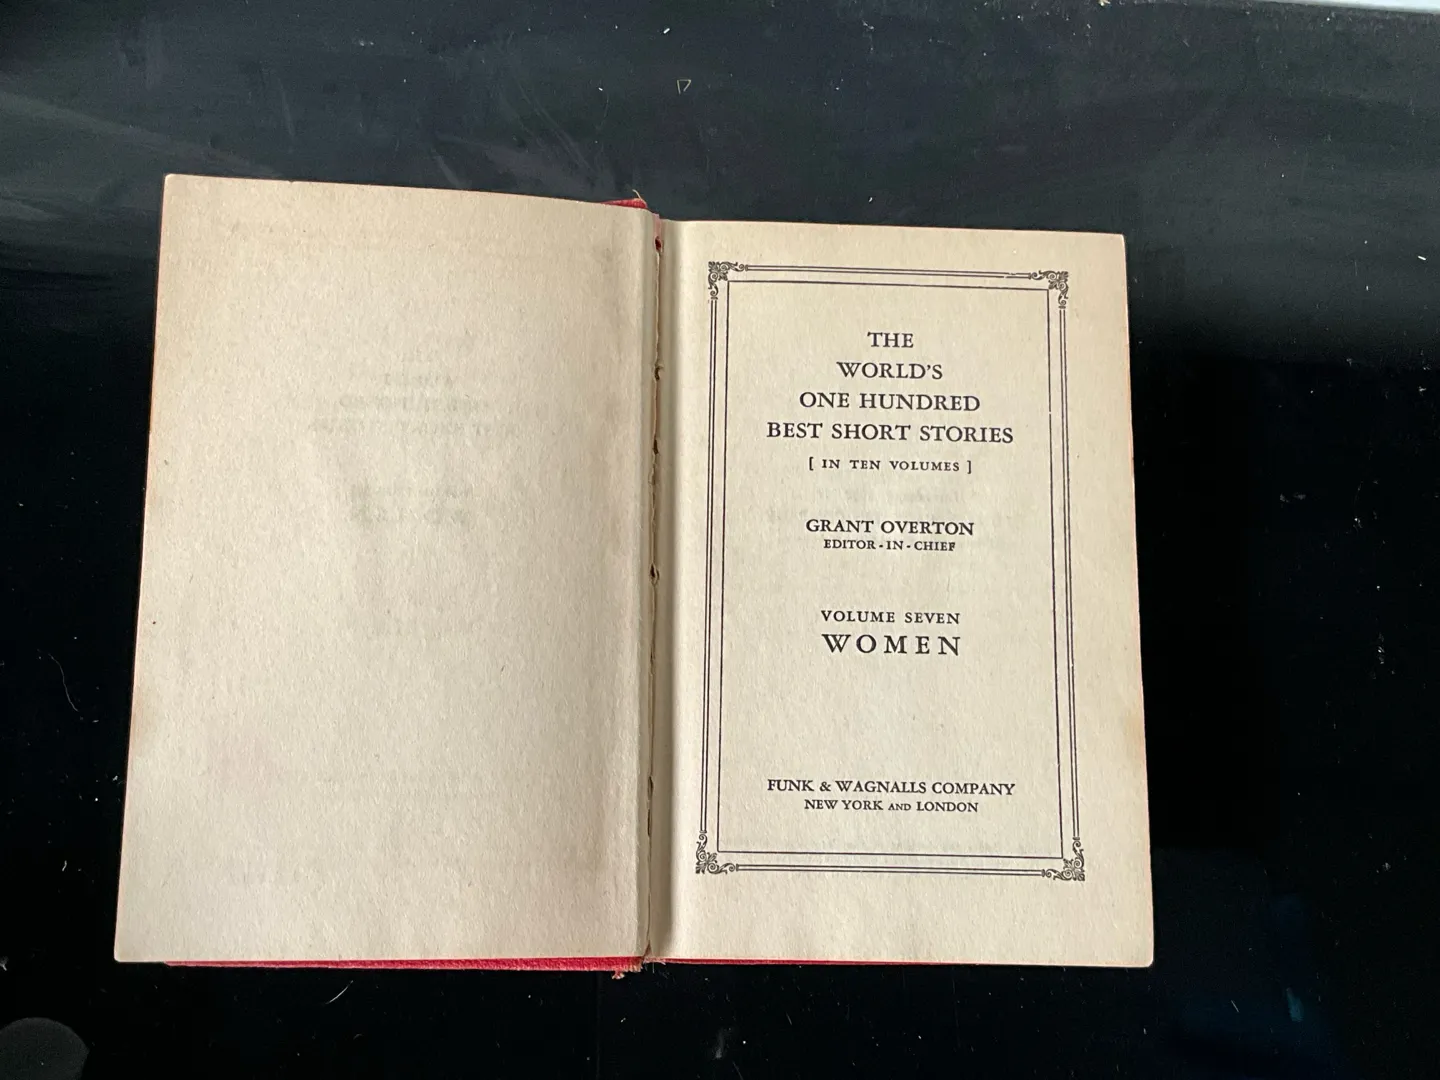 THE
WORLD'S
ONE HUNDRED
BEST SHORT STORIES
[ IN TEN VOLUMES ]
GRANT OVERTON
EDITOR-IN-CHIEF
VOLUME SEVEN
WOMEN
FUNK & WAGNALLS COMPANY
NEW YORK AND LONDON